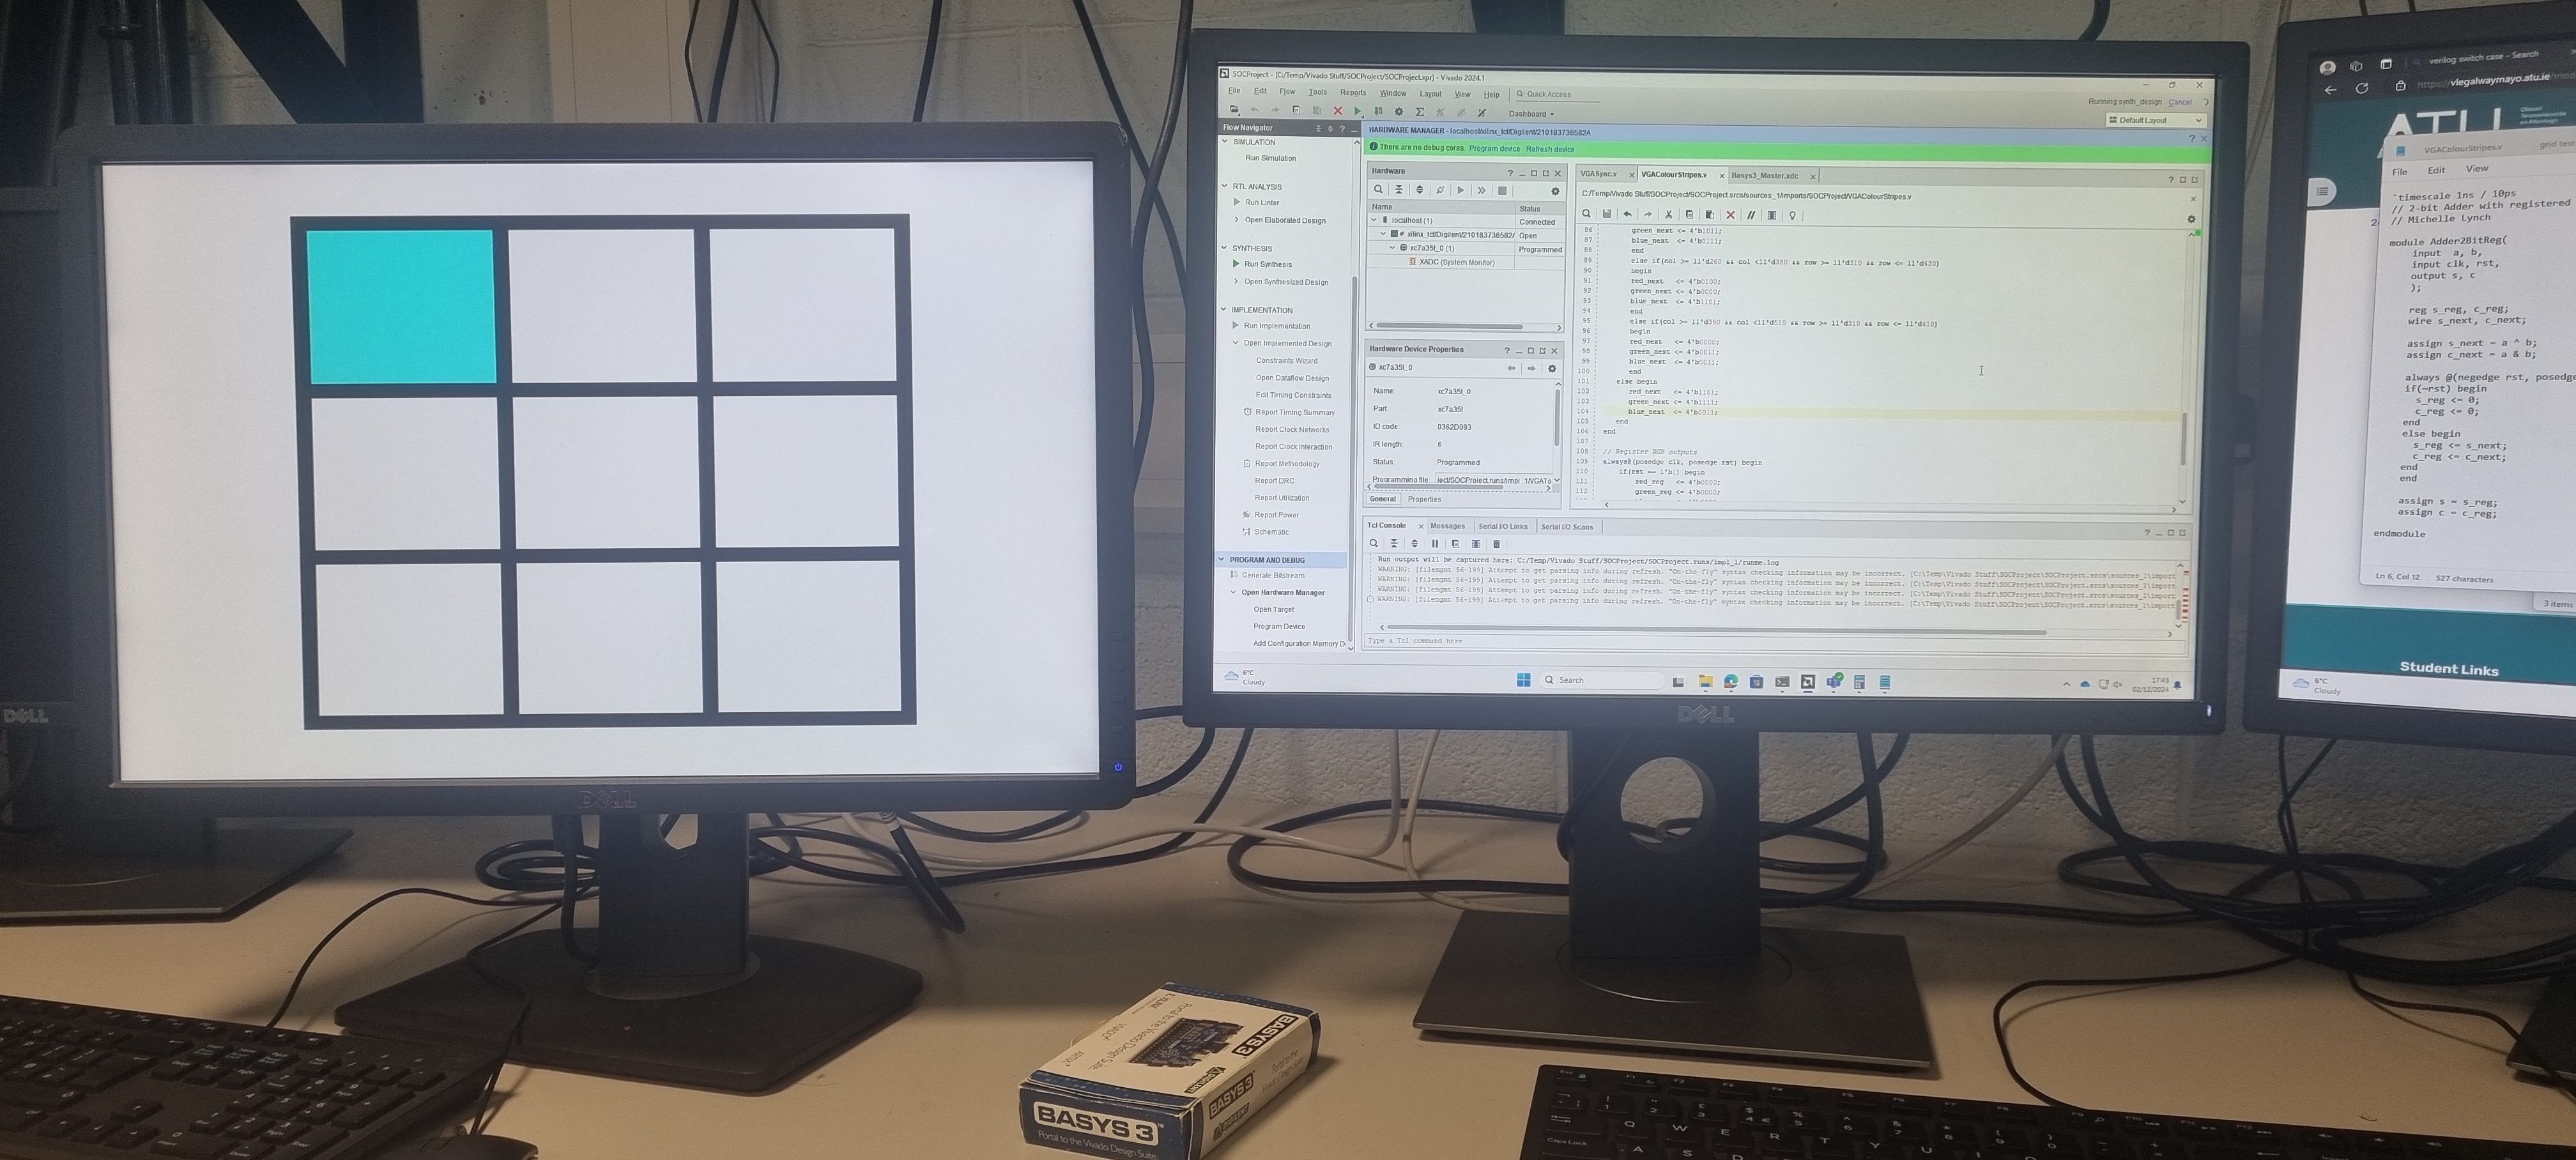 DELL
DELL
SOCProject - [C:/Temp/Vivado Stuff/SOCProject/SOCProject.xpr] - Vivado 2024.1
File Edit Flow Tools Reports Window Layout View Help Quick Access
Running synth_design Cancel
Dashboard
Default Layout
Flow Navigator
SIMULATION
Run Simulation
RTL ANALYSIS
Run Linter
Open Elaborated Design
SYNTHESIS
Run Synthesis
Open Synthesized Design
IMPLEMENTATION
Run Implementation
Open Implemented Design
Constraints Wizard
Open Dataflow Design
Edit Timing Constraints
Report Timing Summary
Report Clock Networks
Report Clock Interaction
Report Methodology
Report DRC
Report Utilization
Report Power
Schematic
PROGRAM AND DEBUG
Generate Bitstream
Open Hardware Manager
Open Target
Program Device
Add Configuration Memory D
HARDWARE MANAGER - localhost/xilinx_tcf/Digilent/210183736582A
There are no debug cores. Program device Refresh device
Hardware
Name Status
localhost (1) Connected
xilinx_tcf/Digilent/210183736582A Open
xc7a35t_0 (1) Programmed
XADC (System Monitor)
Hardware Device Properties
xc7a35t_0
Name: xc7a35t_0
Part: xc7a35t
ID code: 0362D093
IR length: 6
Status: Programmed
Programming file: ject/SOCProject.runs/impl_1/VGATo
General Properties
VGASync.v VGAColourStripes.v Basys3_Master.xdc
C:/Temp/Vivado Stuff/SOCProject/SOCProject.srcs/sources_1/imports/SOCProject/VGAColourStripes.v
86 green_next <= 4'b1011;
87 blue_next <= 4'b0111;
88 end
89 else if(col >= 11'd260 && col <11'd380 && row >= 11'd310 && row <= 11'd430)
90 begin
91 red_next <= 4'b0100;
92 green_next <= 4'b0000;
93 blue_next <= 4'b1101;
94 end
95 else if(col >= 11'd390 && col <11'd510 && row >= 11'd310 && row <= 11'd410)
96 begin
97 red_next <= 4'b0000;
98 green_next <= 4'b0011;
99 blue_next <= 4'b0011;
100 end
101 else begin
102 red_next <= 4'b1101;
103 green_next <= 4'b1111;
104 blue_next <= 4'b0011;
105 end
106 end
107
108 // Register RGB outputs
109 always@(posedge clk, posedge rst) begin
110 if(rst == 1'b1) begin
111 red_reg <= 4'b0000;
112 green_reg <= 4'b0000;
Tcl Console Messages Serial I/O Links Serial I/O Scans
Run output will be captured here: C:/Temp/Vivado Stuff/SOCProject/SOCProject.runs/impl_1/runme.log
WARNING: [filemgmt 56-199] Attempt to get parsing info during refresh. "On-the-fly" syntax checking information may be incorrect. [C:\Temp\Vivado Stuff\SOCProject\SOCProject.srcs\sources_1\import
WARNING: [filemgmt 56-199] Attempt to get parsing info during refresh. "On-the-fly" syntax checking information may be incorrect. [C:\Temp\Vivado Stuff\SOCProject\SOCProject.srcs\sources_1\import
WARNING: [filemgmt 56-199] Attempt to get parsing info during refresh. "On-the-fly" syntax checking information may be incorrect. [C:\Temp\Vivado Stuff\SOCProject\SOCProject.srcs\sources_1\import
WARNING: [filemgmt 56-199] Attempt to get parsing info during refresh. "On-the-fly" syntax checking information may be incorrect. [C:\Temp\Vivado Stuff\SOCProject\SOCProject.srcs\sources_1\import
Type a Tcl command here
6°C
Cloudy
Search
17:43
02/12/2024
DELL
verilog switch case - Search
https://vlegalwaymayo.atu.ie
ATU
VGAColourStripes.v grid test
File Edit View
`timescale 1ns / 10ps
// 2-bit Adder with registered
// Michelle Lynch
module Adder2BitReg(
input a, b,
input clk, rst,
output s, c
);
reg s_reg, c_reg;
wire s_next, c_next;
assign s_next = a ^ b;
assign c_next = a & b;
always @(negedge rst, posedge
if(~rst) begin
s_reg <= 0;
c_reg <= 0;
end
else begin
s_reg <= s_next;
c_reg <= c_next;
end
end
assign s = s_reg;
assign c = c_reg;
endmodule
Ln 6, Col 12 527 characters
3 items
Student Links
6°C
Cloudy
BASYS 3
Portal to the Vivado Design Suite
BASYS 3
BASYS 3
Portal to the Vivado Design Suite